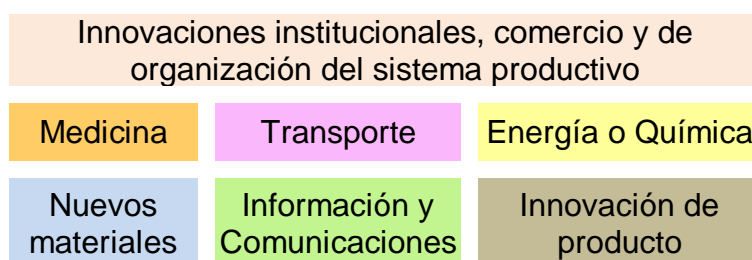 Innovaciones institucionales, comercio y de
organización del sistema productivo
Medicina
Transporte
Energía o Química
Nuevos
materiales
Información y
Comunicaciones
Innovación de
producto